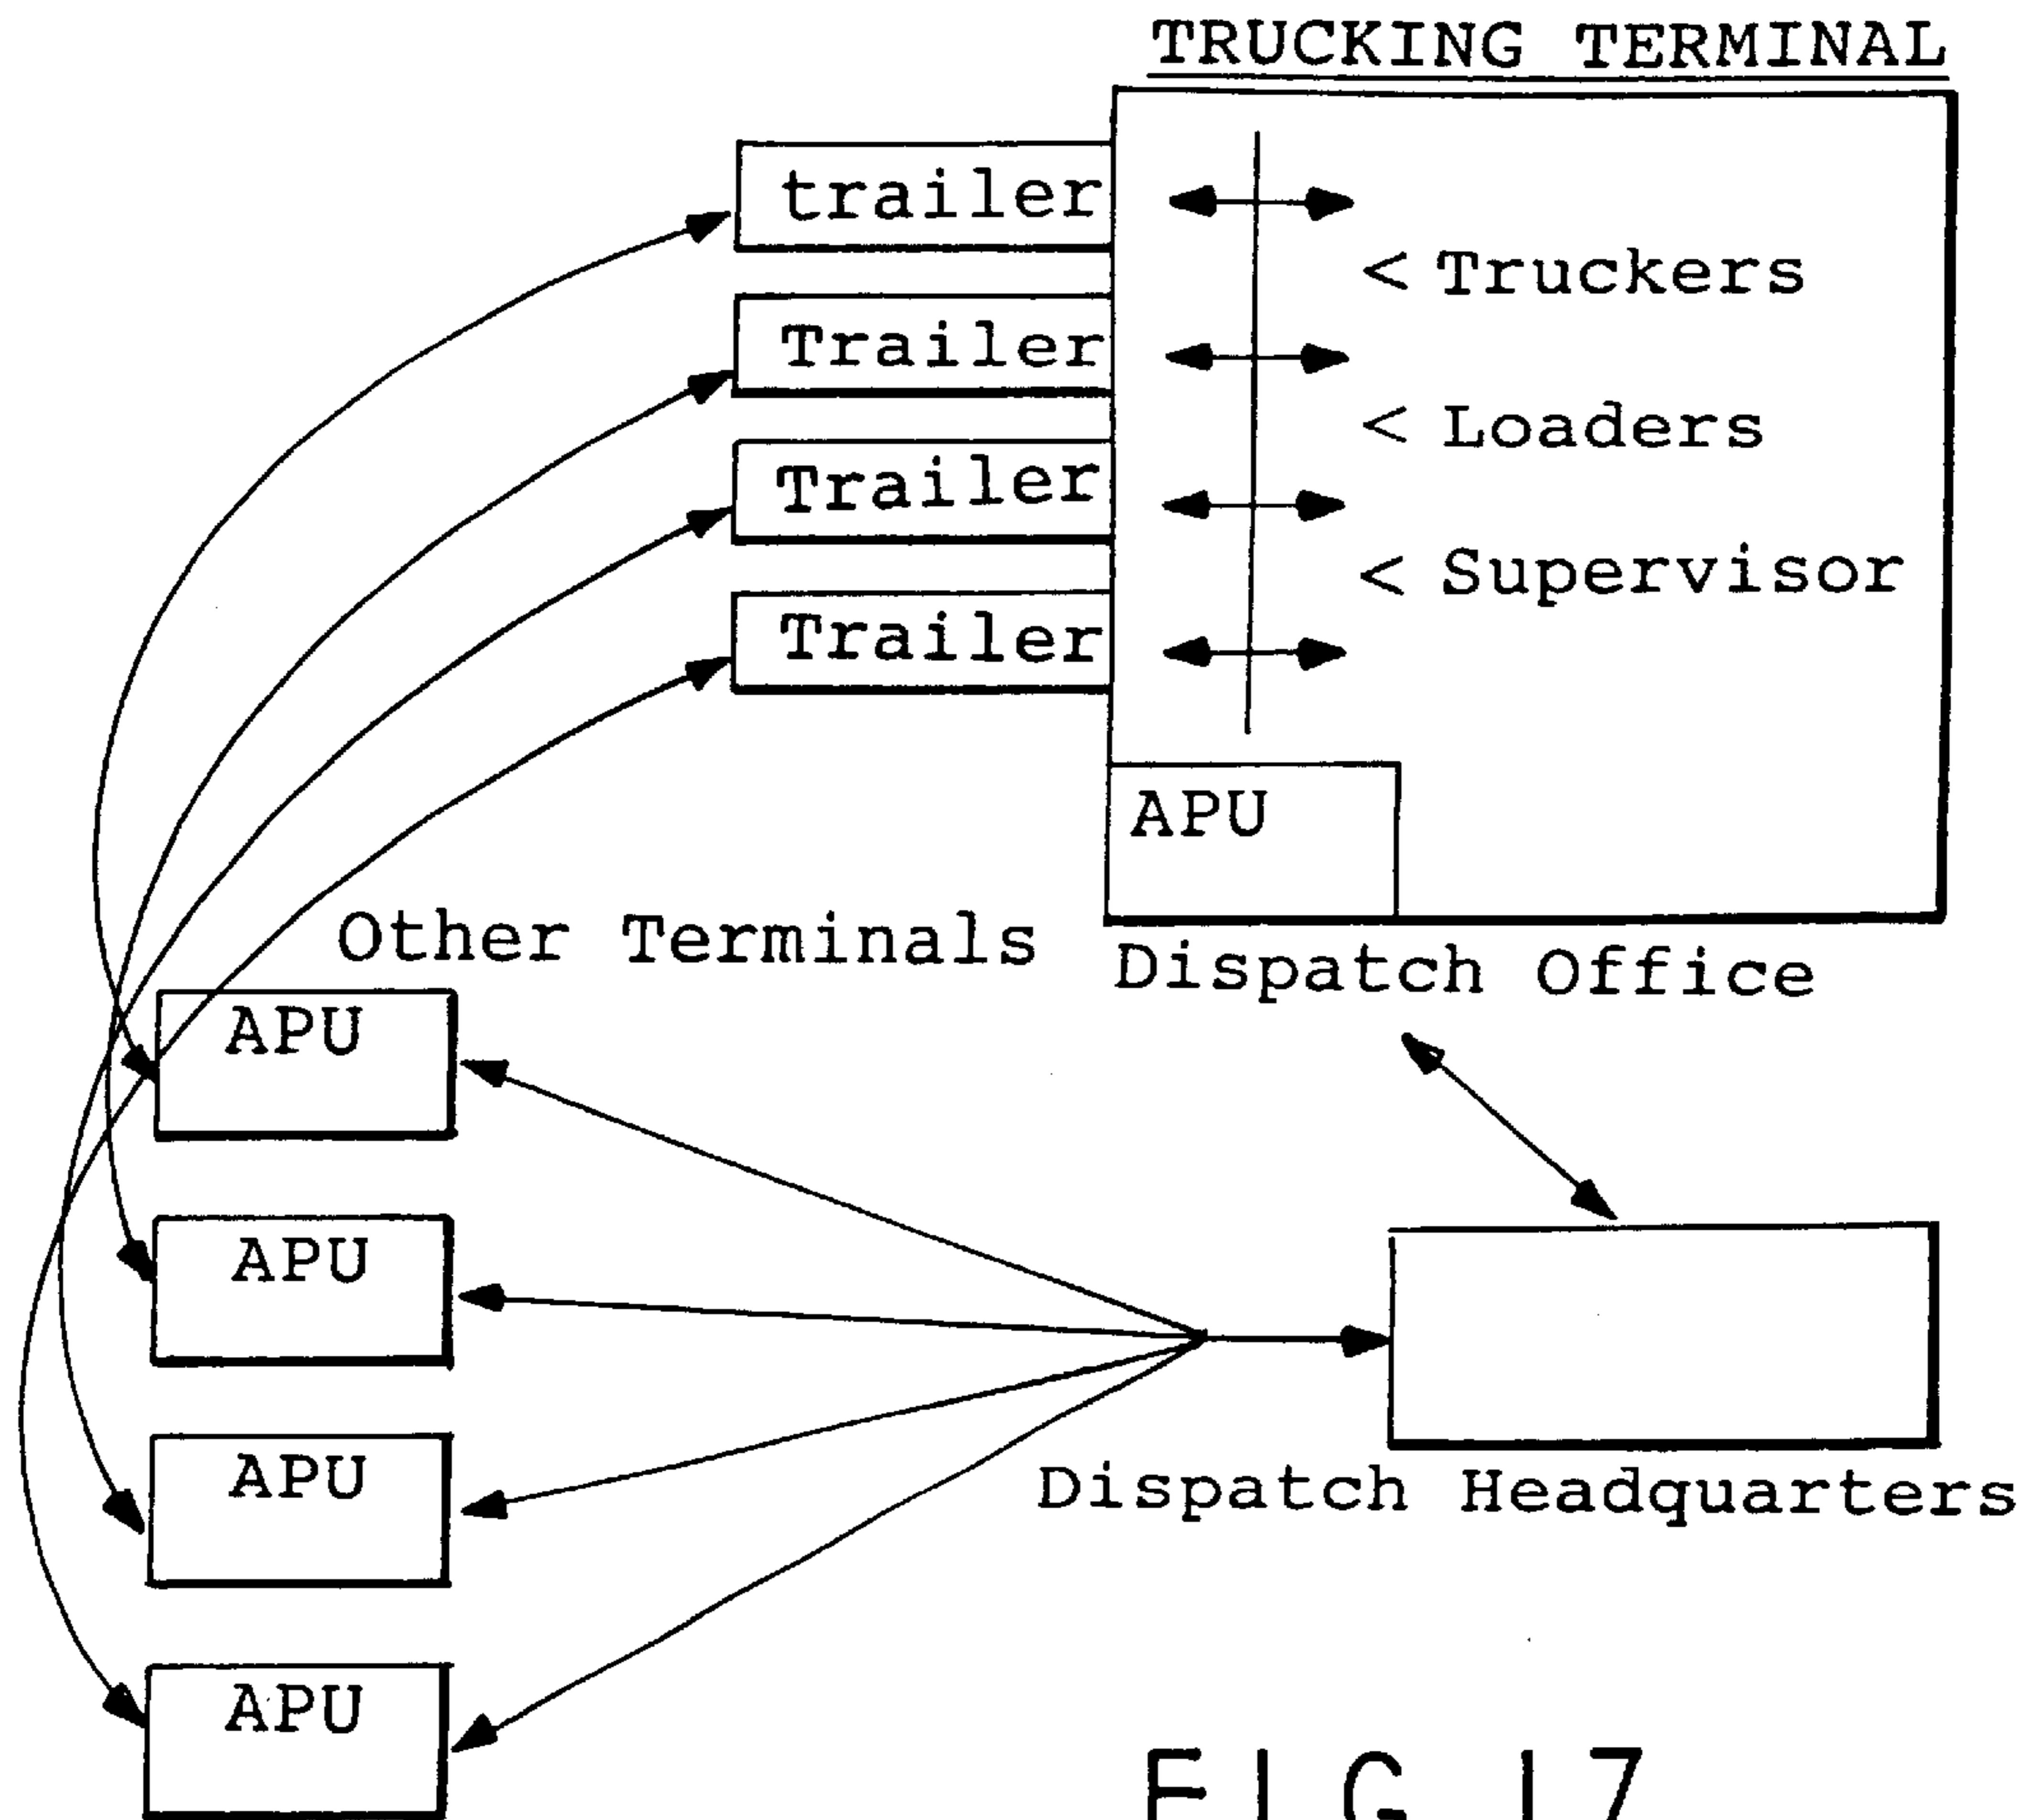 TRUCKING TERMINAL
trailer
< Truckers
Trailer
< Loaders
Trailer
< Supervisor
Trailer
APU
Other Terminals
Dispatch Office
APU
APU
APU
Dispatch Headquarters
APU
FIG 17